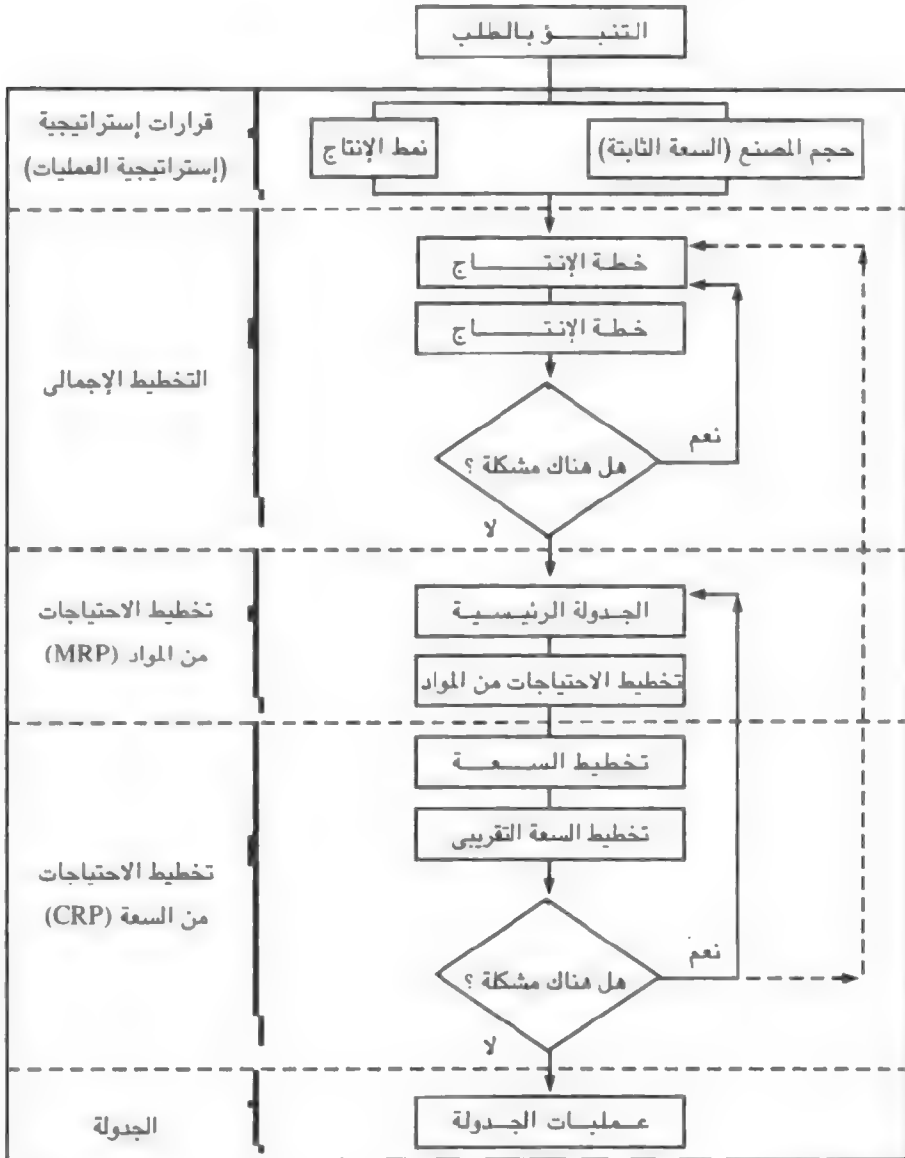 التنبؤ بالطلب
قرارات إستراتيجية
(إستراتيجية العمليات)
حجم المصنع (السعة الثابتة)
نمط الإنتاج
التخطيط الإجمالى
خطة الإنتاج
خطة الإنتاج
هل هناك مشكلة ؟
نعم
لا
تخطيط الاحتياجات
من المواد (MRP)
الجدولة الرئيسية
تخطيط الاحتياجات من المواد
تخطيط الاحتياجات
من السعة (CRP)
تخطيط السعة
تخطيط السعة التقريبى
هل هناك مشكلة ؟
نعم
لا
الجدولة
عمليات الجدولة